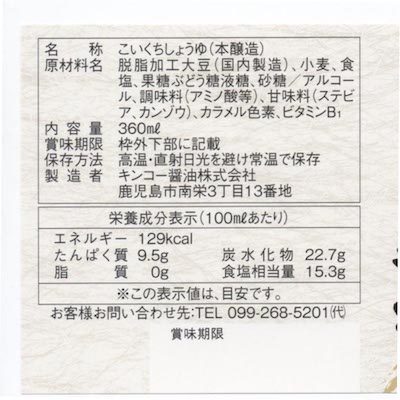 名称 こいくちしょうゆ(本醸造)
原材料名 脱脂加工大豆(国内製造)、小麦、食
塩、果糖ぶどう糖液糖、砂糖/アルコー
ル、調味料(アミノ酸等)、甘味料(ステビ
ア、カンゾウ)、カラメル色素、ビタミンB₁
内容量 360㎖
賞味期限 枠外下部に記載
保存方法 高温・直射日光を避け常温で保存
製造者 キンコー醤油株式会社
鹿児島市南栄3丁目13番地
栄養成分表示(100㎖あたり)
エネルギー 129kcal
たんぱく質 9.5g 炭水化物 22.7g
脂質 0g 食塩相当量 15.3g
※この表示値は、目安です。
お客様お問い合わせ先:TEL 099-268-5201(代)
賞味期限